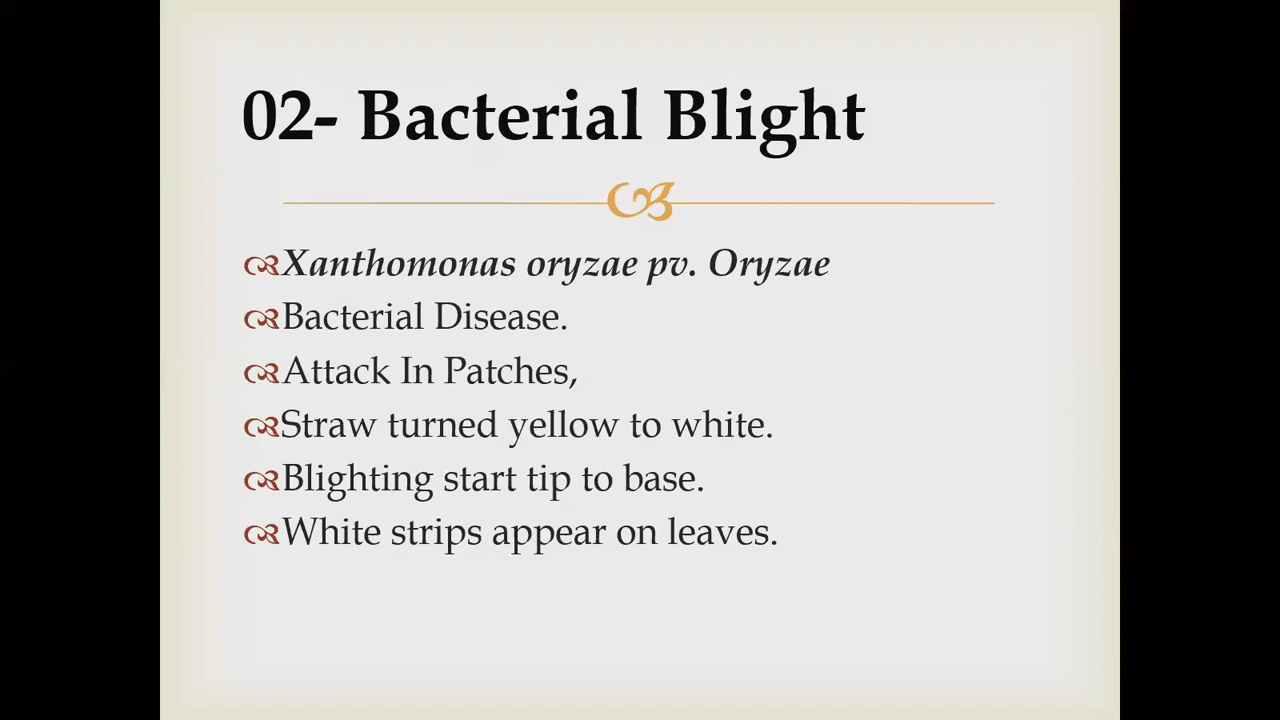 02- Bacterial Blight
Xanthomonas oryzae pv. Oryzae
Bacterial Disease.
Attack In Patches,
Straw turned yellow to white.
Blighting start tip to base.
White strips appear on leaves.